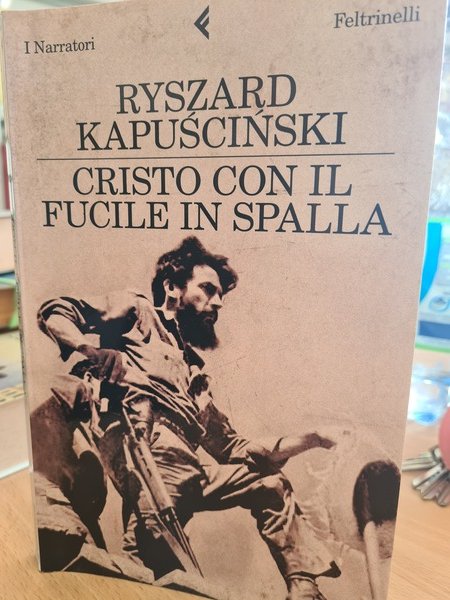 I Narratori
Feltrinelli
RYSZARD
KAPUŚCIŃSKI
CRISTO CON IL
FUCILE IN SPALLA